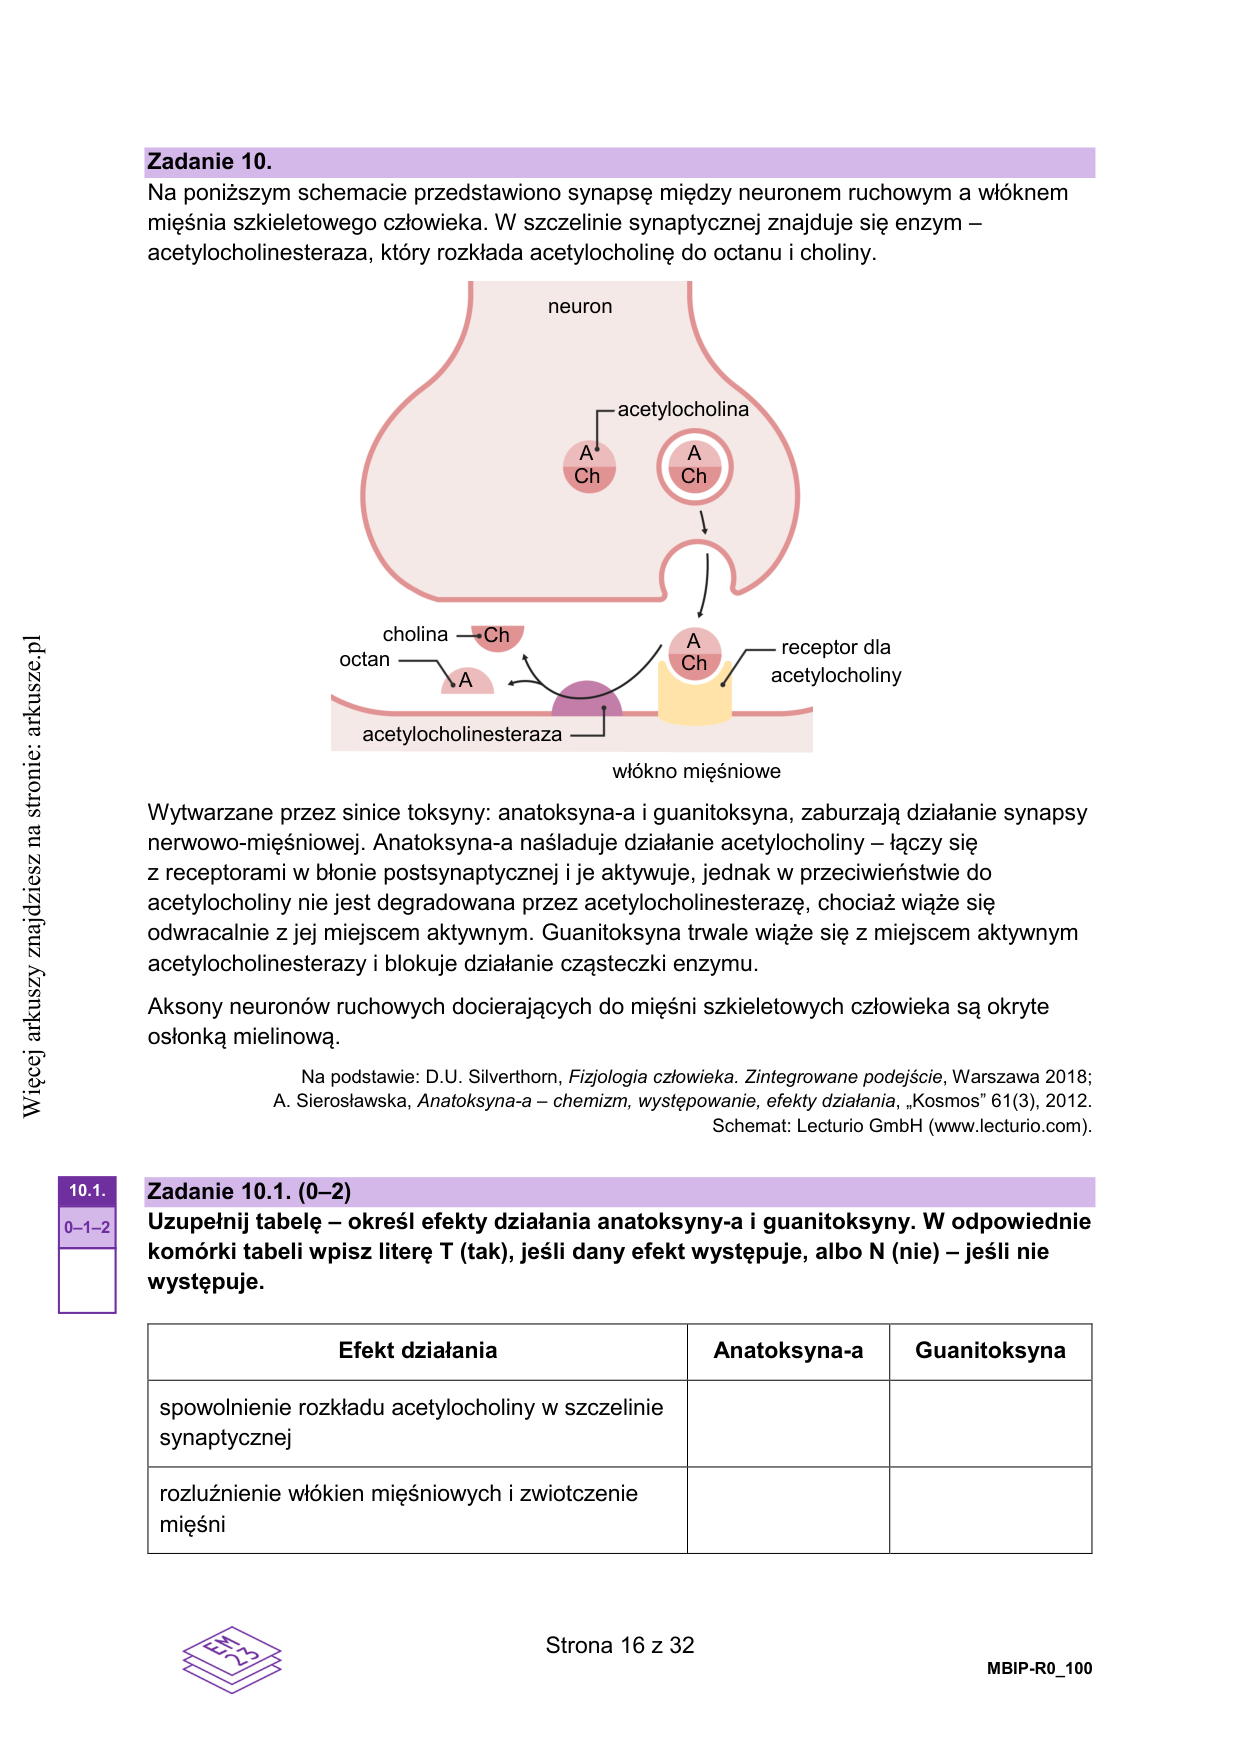 Zadanie 10.
Na poniższym schemacie przedstawiono synapsę między neuronem ruchowym a włóknem
mięśnia szkieletowego człowieka. W szczelinie synaptycznej znajduje się enzym –
acetylocholinesteraza, który rozkłada acetylocholinę do octanu i choliny.
neuron
acetylocholina
A
Ch
A
Ch
cholina
Ch
octan
A
A
Ch
receptor dla
acetylocholiny
acetylocholinesteraza
włókno mięśniowe
Wytwarzane przez sinice toksyny: anatoksyna-a i guanitoksyna, zaburzają działanie synapsy
nerwowo-mięśniowej. Anatoksyna-a naśladuje działanie acetylocholiny – łączy się
z receptorami w błonie postsynaptycznej i je aktywuje, jednak w przeciwieństwie do
acetylocholiny nie jest degradowana przez acetylocholinesterazę, chociaż wiąże się
odwracalnie z jej miejscem aktywnym. Guanitoksyna trwale wiąże się z miejscem aktywnym
acetylocholinesterazy i blokuje działanie cząsteczki enzymu.
Aksony neuronów ruchowych docierających do mięśni szkieletowych człowieka są okryte
osłonką mielinową.
Na podstawie: D.U. Silverthorn, Fizjologia człowieka. Zintegrowane podejście, Warszawa 2018;
A. Sierosławska, Anatoksyna-a – chemizm, występowanie, efekty działania, „Kosmos” 61(3), 2012.
Schemat: Lecturio GmbH (www.lecturio.com).
Więcej arkuszy znajdziesz na stronie: arkusze.pl
10.1.
0–1–2
Zadanie 10.1. (0–2)
Uzupełnij tabelę – określ efekty działania anatoksyny-a i guanitoksyny. W odpowiednie
komórki tabeli wpisz literę T (tak), jeśli dany efekt występuje, albo N (nie) – jeśli nie
występuje.
Efekt działania
Anatoksyna-a
Guanitoksyna
spowolnienie rozkładu acetylocholiny w szczelinie
synaptycznej
rozluźnienie włókien mięśniowych i zwiotczenie
mięśni
EM
23
Strona 16 z 32
MBIP-R0_100